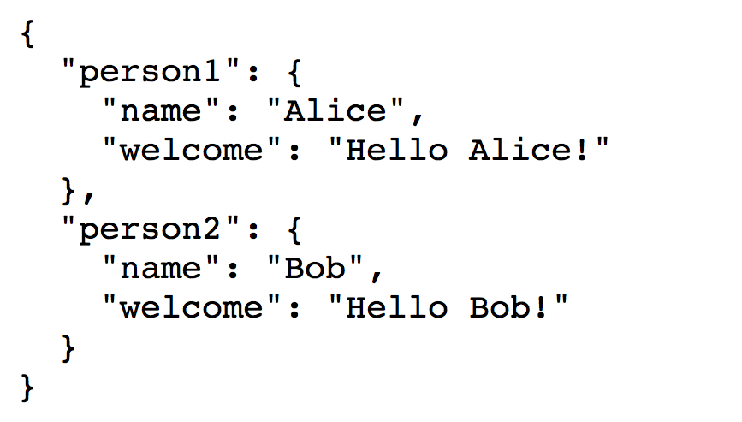 {
  "person1": {
    "name": "Alice",
    "welcome": "Hello Alice!"
  },
  "person2": {
    "name": "Bob",
    "welcome": "Hello Bob!"
  }
}